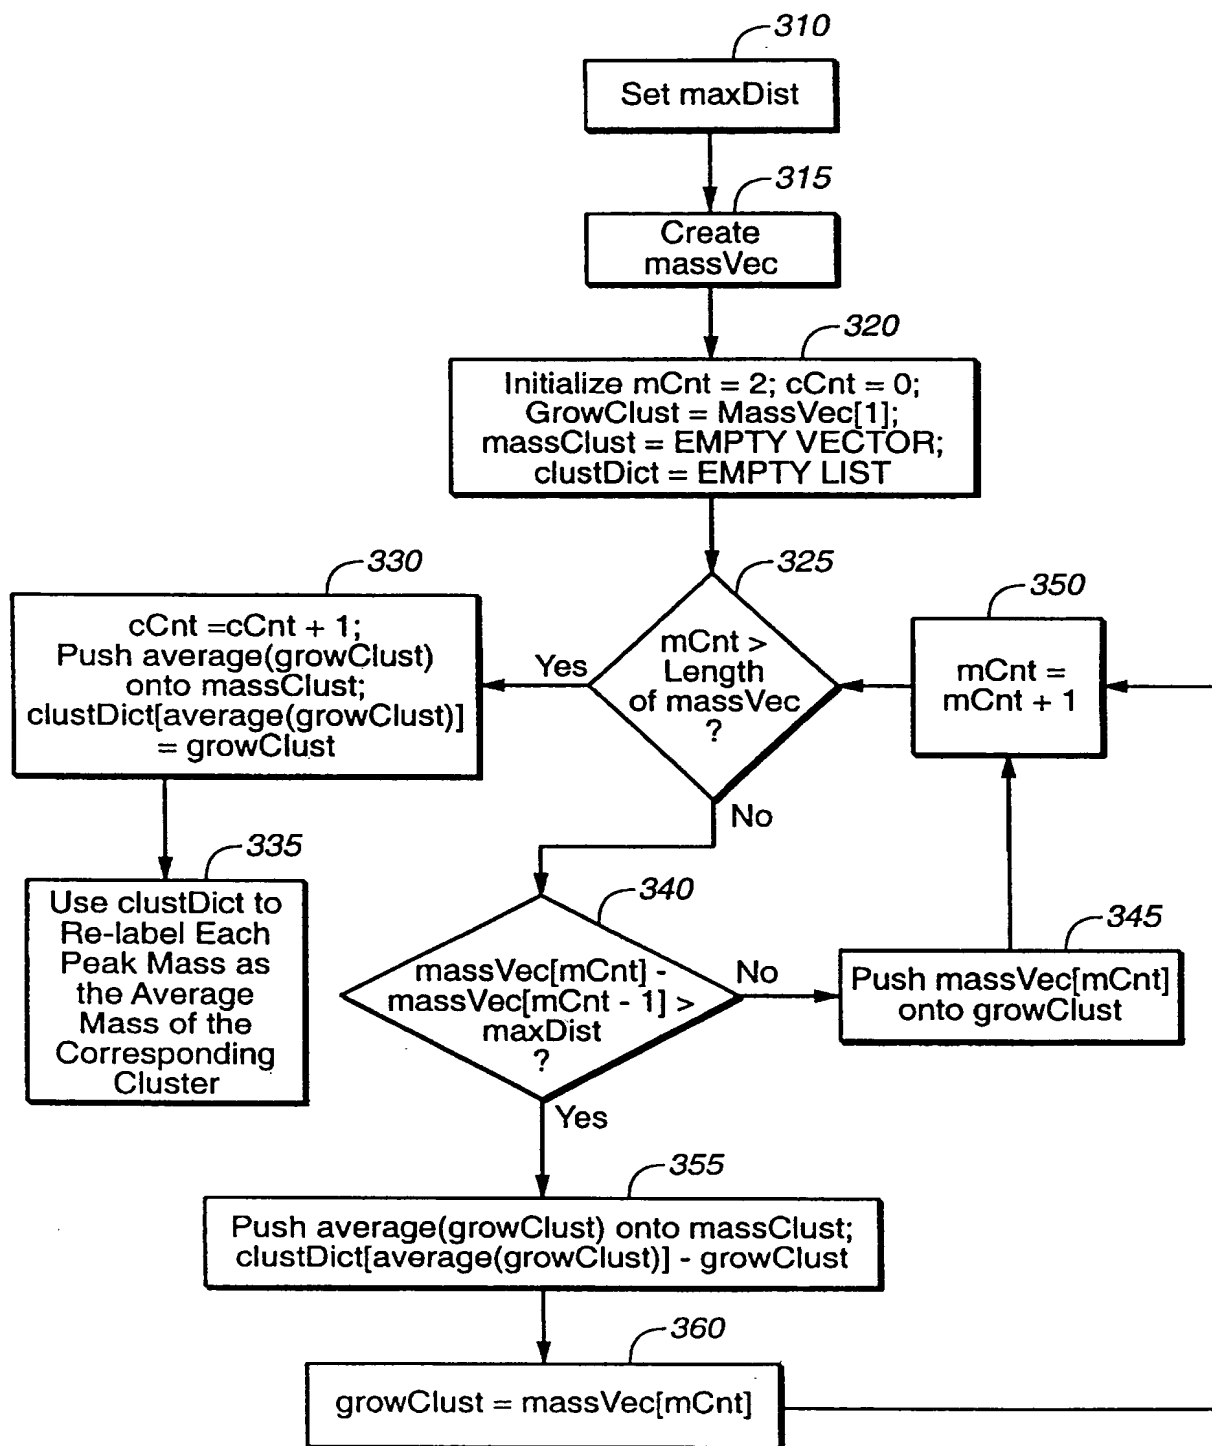 310
Set maxDist
315
Create
massVec
320
Initialize mCnt = 2; cCnt = 0;
GrowClust = MassVec[1];
massClust = EMPTY VECTOR;
clustDict = EMPTY LIST
330
cCnt =cCnt + 1;
Push average(growClust)
onto massClust;
clustDict[average(growClust)]
= growClust
Yes
325
mCnt >
Length
of massVec
?
No
350
mCnt =
mCnt + 1
335
Use clustDict to
Re-label Each
Peak Mass as
the Average
Mass of the
Corresponding
Cluster
340
massVec[mCnt] -
massVec[mCnt - 1] >
maxDist
?
No
Yes
345
Push massVec[mCnt]
onto growClust
355
Push average(growClust) onto massClust;
clustDict[average(growClust)] - growClust
360
growClust = massVec[mCnt]